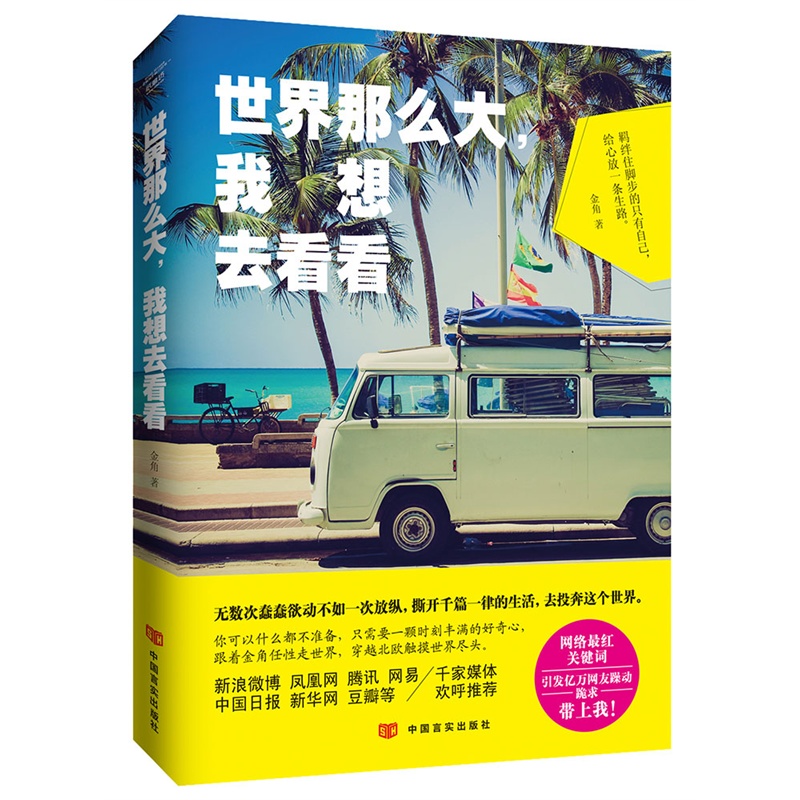 世界那么大,
我想
去看看
羁绊住脚步的只有自己,
给心放一条生路。
金角 著
世界那么大,我想去看看
金角 著
中国言实出版社
无数次蠢蠢欲动不如一次放纵,撕开千篇一律的生活,去投奔这个世界。
你可以什么都不准备,只需要一颗时刻丰满的好奇心,
跟着金角任性走世界,穿越北欧触摸世界尽头。
新浪微博 凤凰网 腾讯 网易/千家媒体
中国日报 新华网 豆瓣等/欢呼推荐
网络最红
关键词
引发亿万网友躁动
跪求
带上我!
中国言实出版社